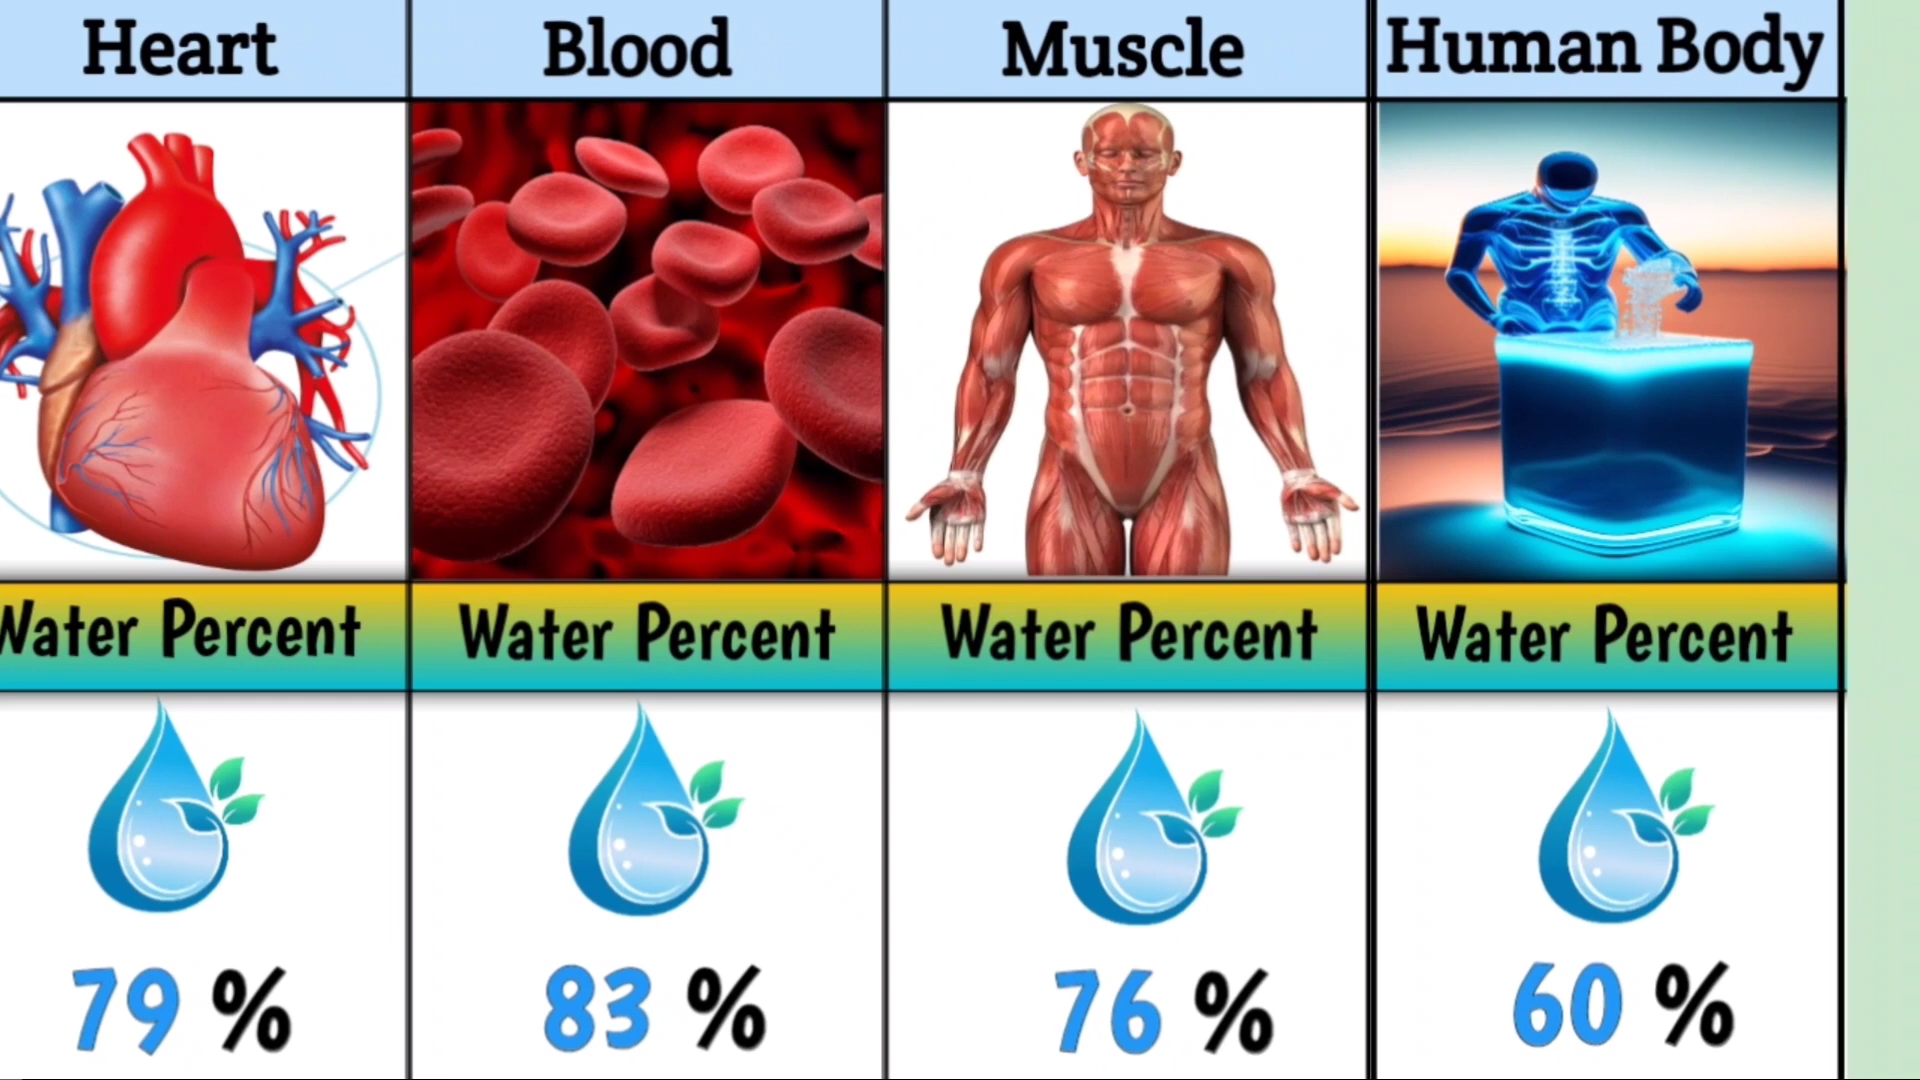 Heart
Blood
Muscle
Human Body
Water Percent
Water Percent
Water Percent
Water Percent
79 %
83 %
76 %
60 %